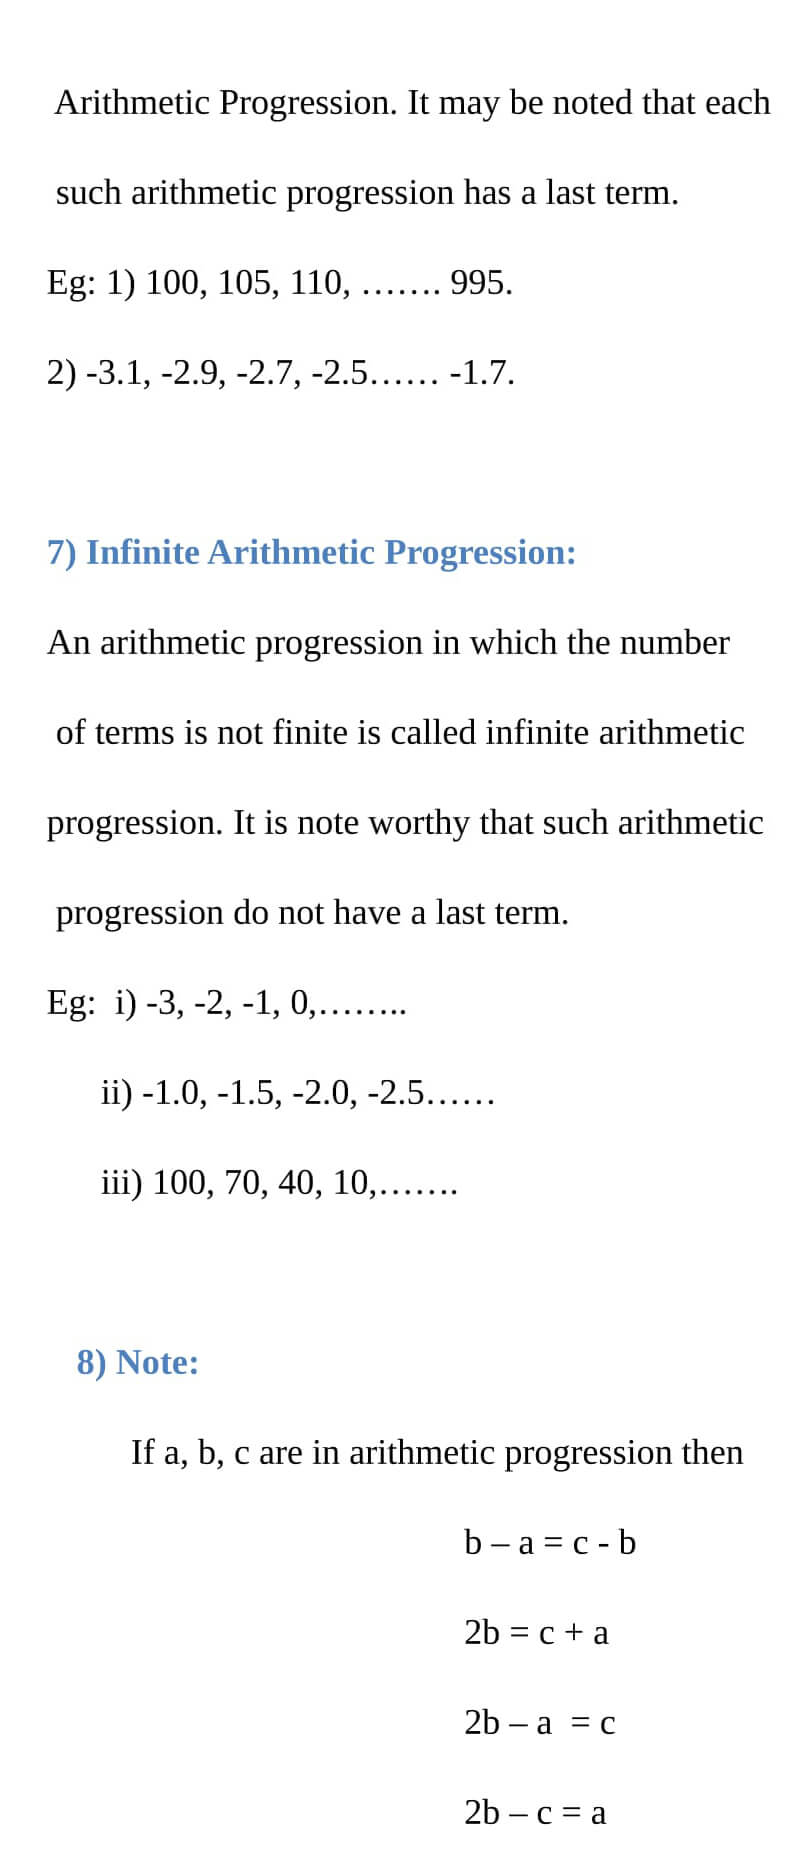 Arithmetic Progression. It may be noted that each
such arithmetic progression has a last term.
Eg: 1) 100, 105, 110, ……. 995.
2) -3.1, -2.9, -2.7, -2.5…… -1.7.
7) Infinite Arithmetic Progression:
An arithmetic progression in which the number
of terms is not finite is called infinite arithmetic
progression. It is note worthy that such arithmetic
progression do not have a last term.
Eg:  i) -3, -2, -1, 0,……..
ii) -1.0, -1.5, -2.0, -2.5……
iii) 100, 70, 40, 10,…….
8) Note:
If a, b, c are in arithmetic progression then
b – a = c - b
2b = c + a
2b – a  = c
2b – c = a